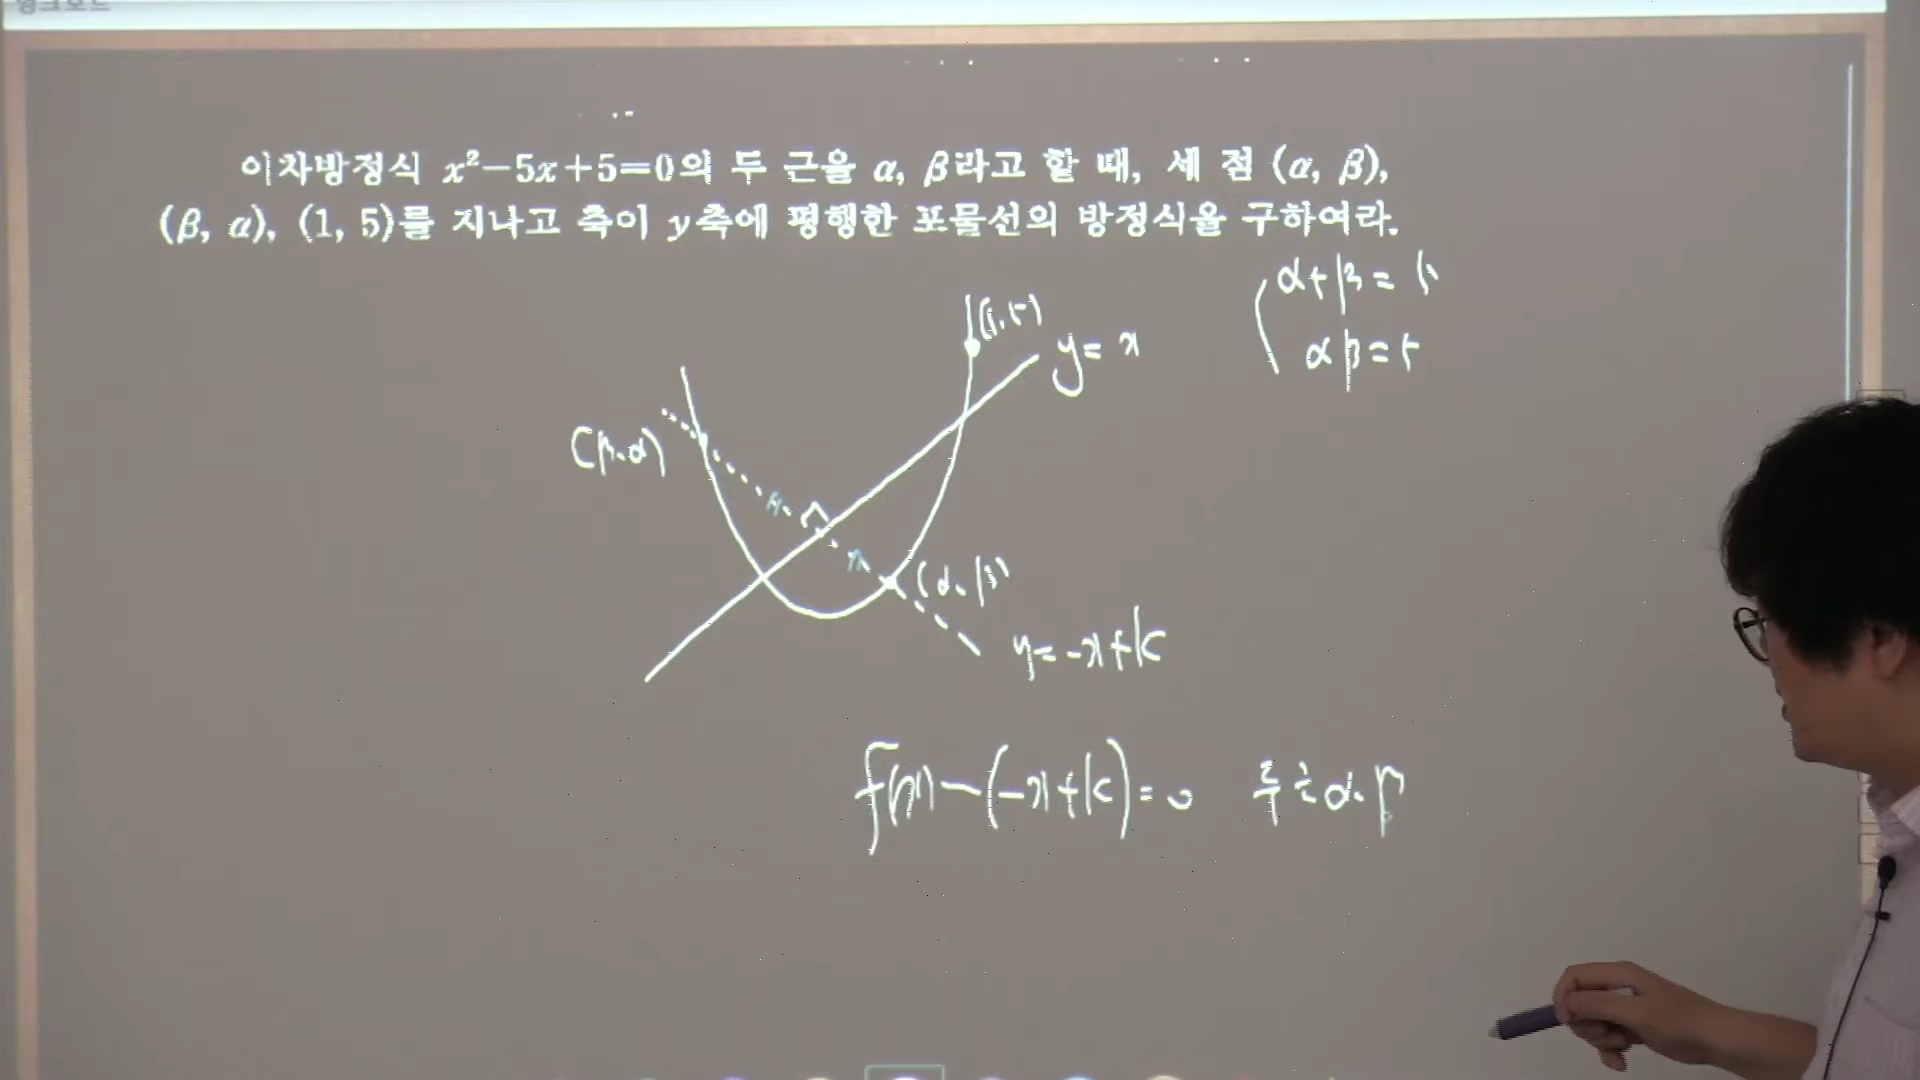 이차방정식 x²−5x+5=0의 두 근을 α, β라고 할 때, 세 점 (α, β),
(β, α), (1, 5)를 지나고 축이 y축에 평행한 포물선의 방정식을 구하여라.
α+β = 5
αβ=5
(1, 5)
y= x
(β, α)
(α, β)
y= -x+k
f(x)-(-x+k)=0 두근 α, β